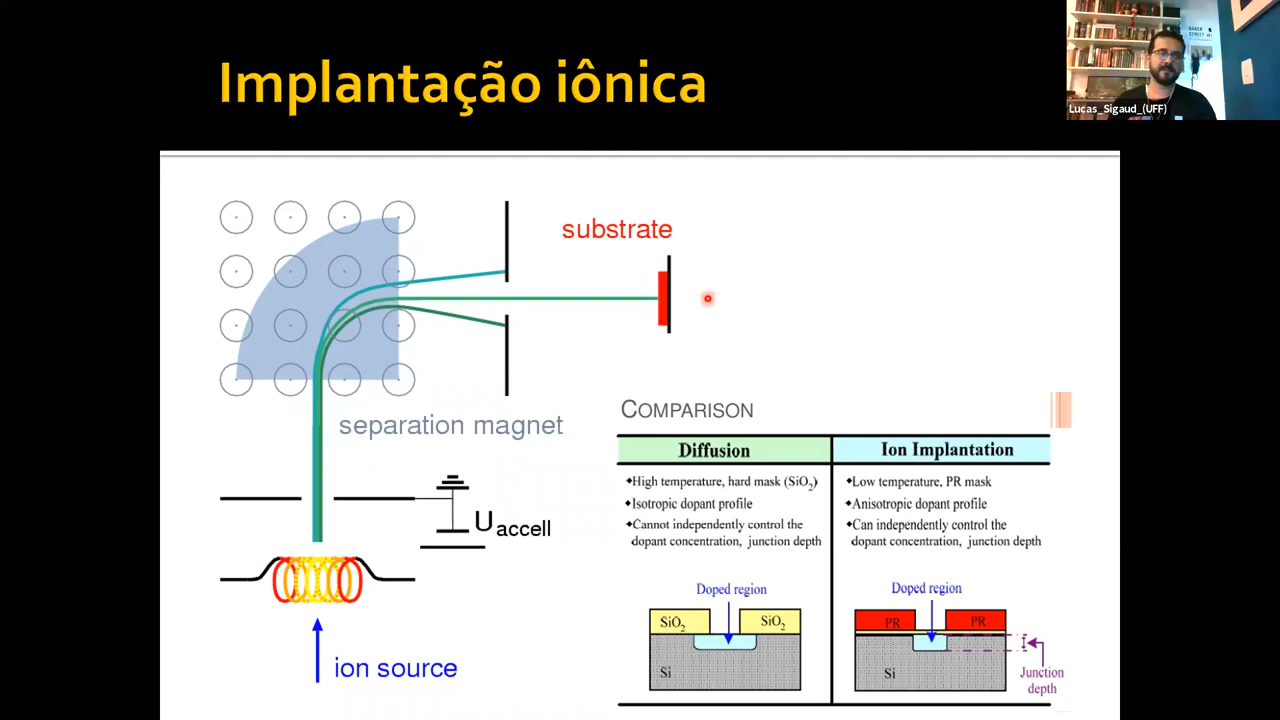 Implantação iônica
BAKER
STREET W1
Lucas_Sigaud_(UFF)
substrate
separation magnet
U accell
ion source
COMPARISON
Diffusion
Ion Implantation
High temperature, hard mask (SiO₂)
Isotropic dopant profile
Cannot independently control the
dopant concentration, junction depth
Low temperature, PR mask
Anisotropic dopant profile
Can independently control the
dopant concentration, junction depth
Doped region
SiO₂
SiO₂
Si
Doped region
PR
PR
Si
Junction
depth